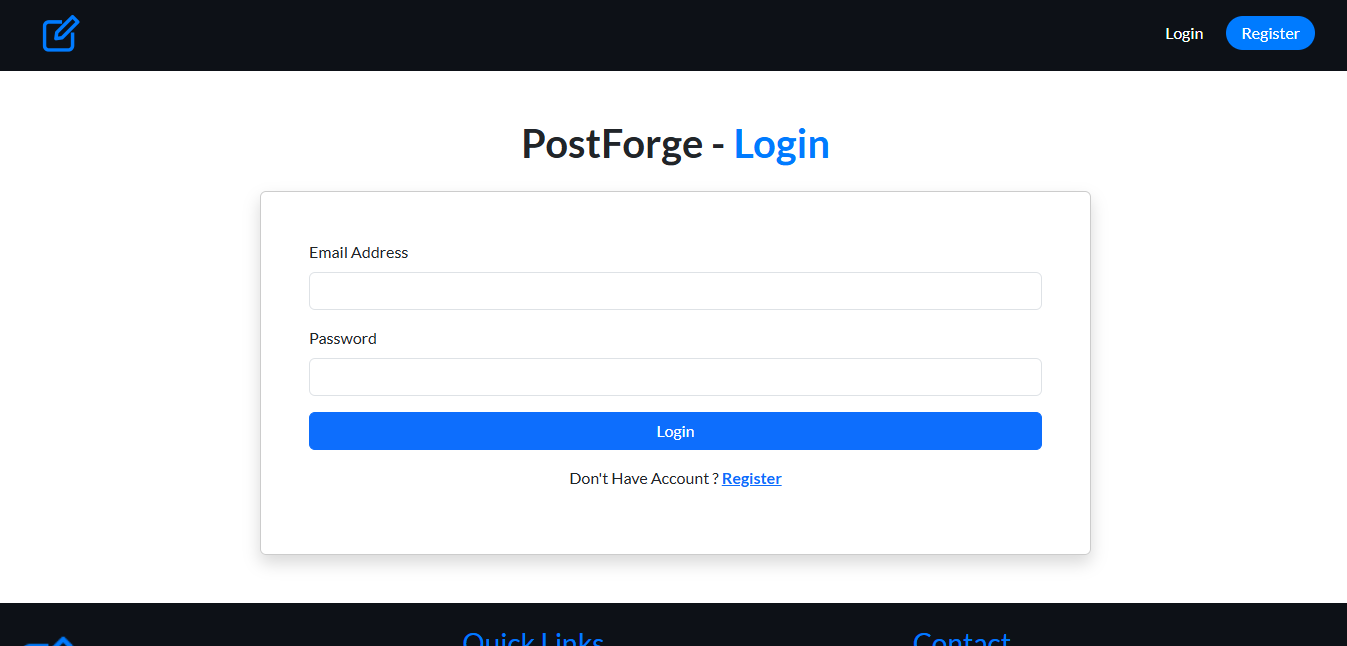 Login
Register
PostForge - Login
Email Address
Password
Login
Don't Have Account ? Register
Quick Links
Contact